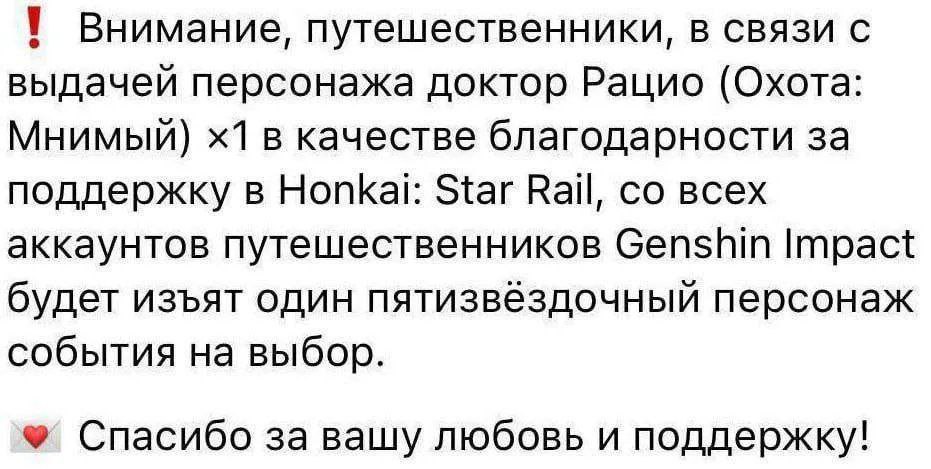 ❗ Внимание, путешественники, в связи с
выдачей персонажа доктор Рацио (Охота:
Мнимый) ×1 в качестве благодарности за
поддержку в Honkai: Star Rail, со всех
аккаунтов путешественников Genshin Impact
будет изъят один пятизвёздочный персонаж
события на выбор.
💌 Спасибо за вашу любовь и поддержку!